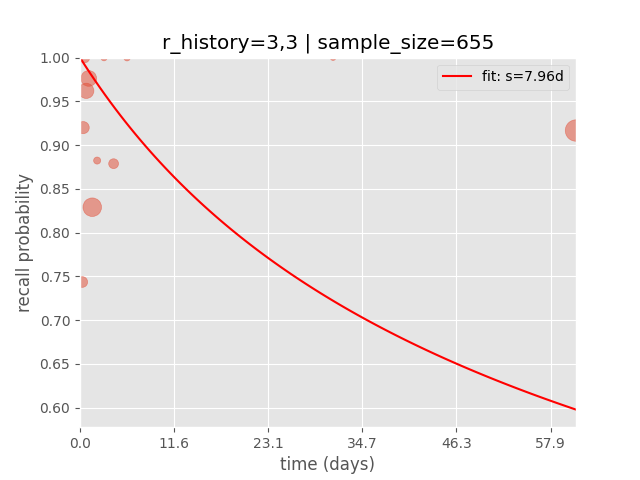 r_history=3,3 | sample_size=655
fit: s=7.96d
1.00
0.95
0.90
0.85
0.80
0.75
0.70
0.65
0.60
recall probability
0.0 11.6 23.1 34.7 46.3 57.9
time (days)